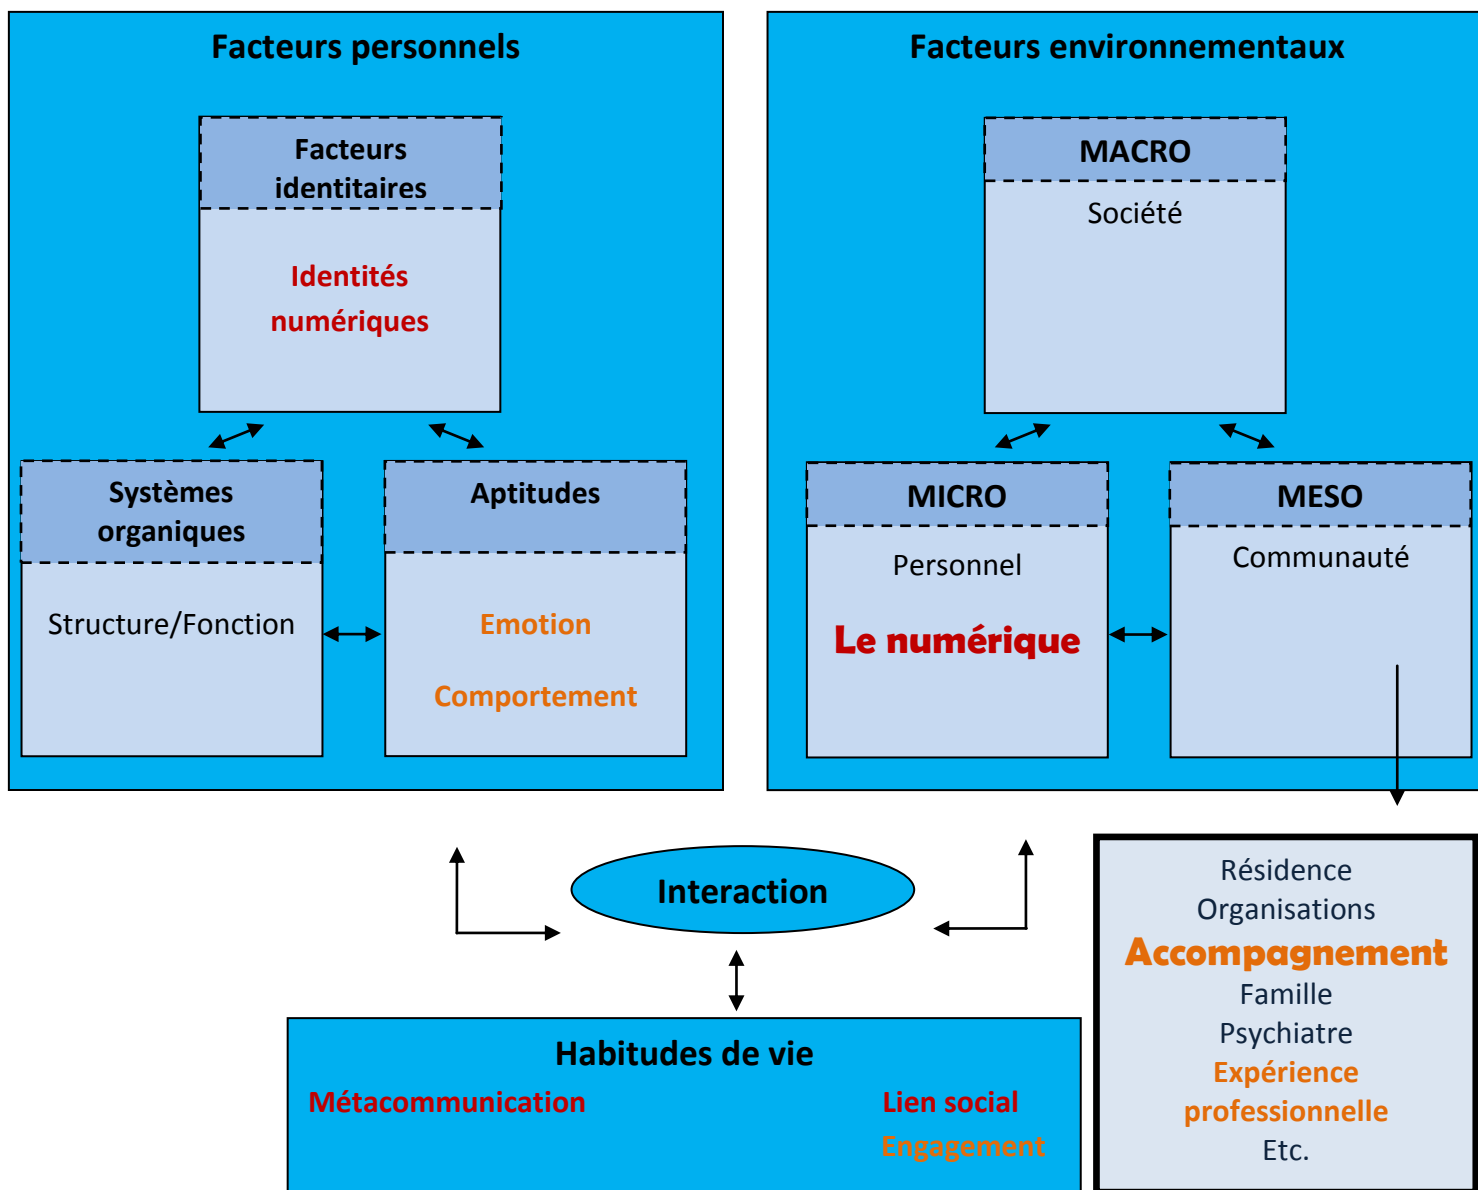 Facteurs personnels
Facteurs
identitaires
Identités
numériques
Systèmes
organiques
Structure/Fonction
Aptitudes
Emotion
Comportement
Facteurs environnementaux
MACRO
Société
MICRO
Personnel
Le numérique
MESO
Communauté
Interaction
Résidence
Organisations
Accompagnement
Famille
Psychiatre
Expérience
professionnelle
Etc.
Habitudes de vie
Métacommunication
Lien social
Engagement